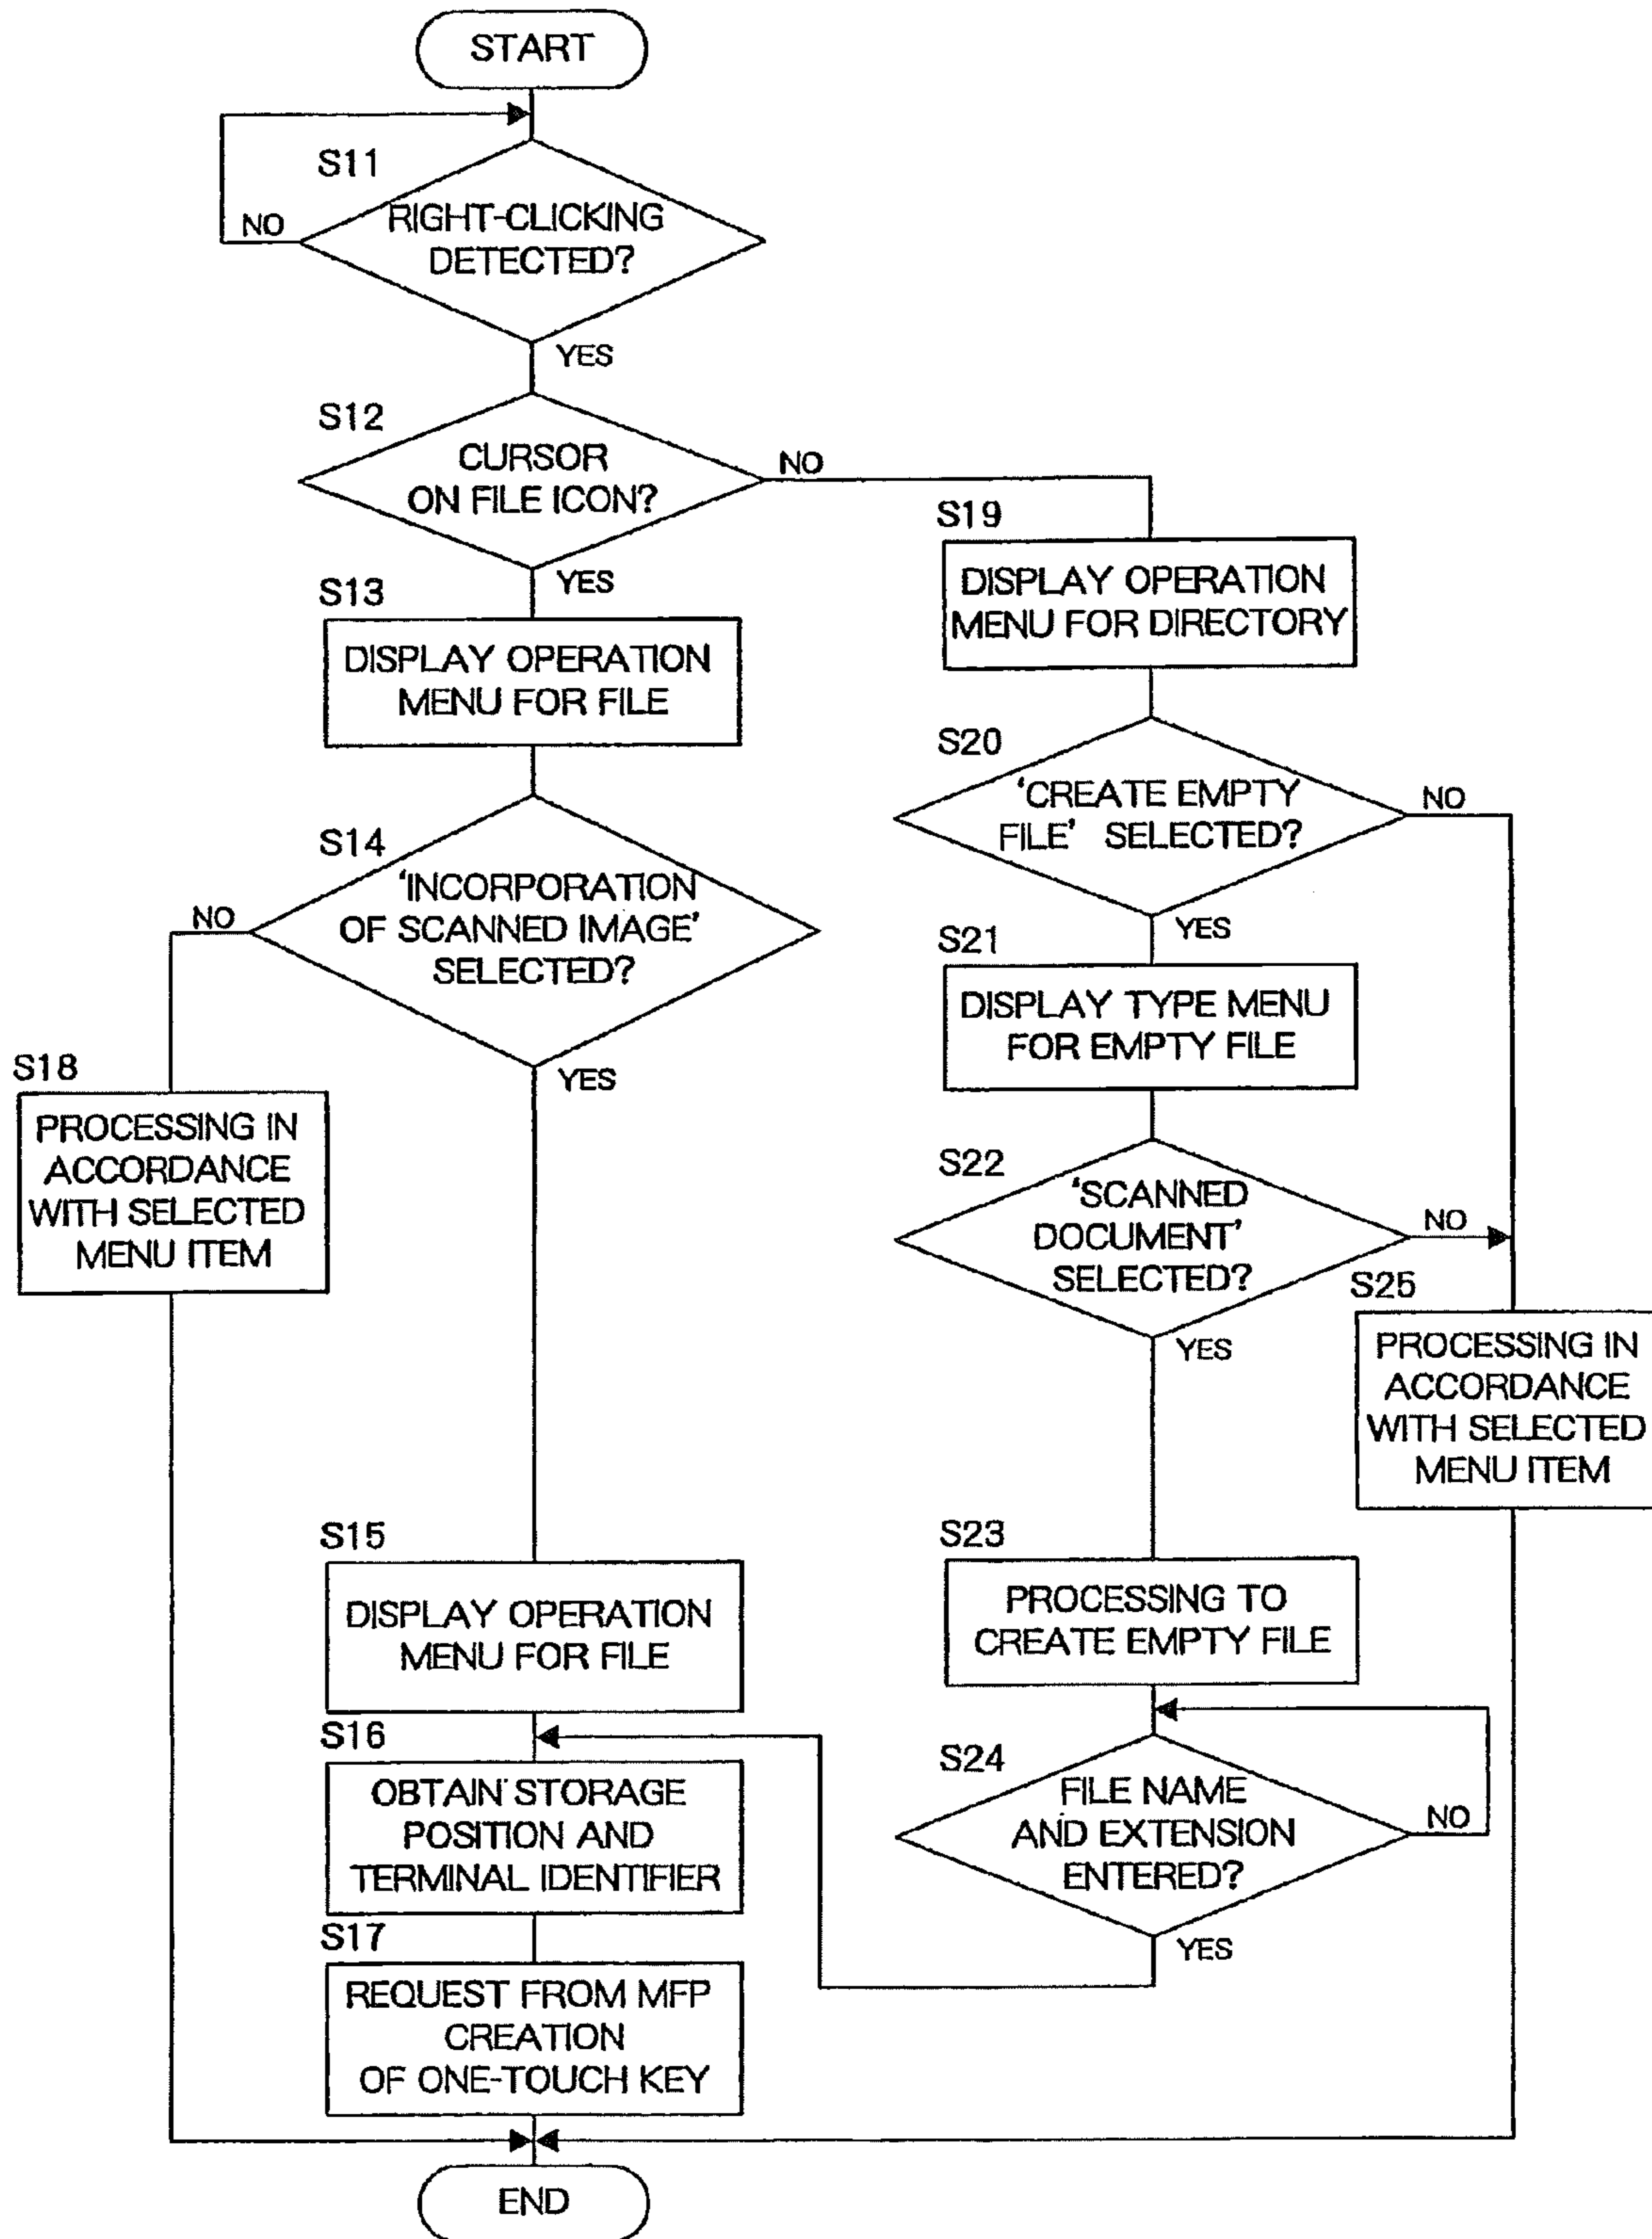 START
S11
RIGHT-CLICKING
DETECTED?
NO
YES
S12
CURSOR
ON FILE ICON?
NO
YES
S13
DISPLAY OPERATION
MENU FOR FILE
S14
'INCORPORATION
OF SCANNED IMAGE'
SELECTED?
NO
YES
S18
PROCESSING IN
ACCORDANCE
WITH SELECTED
MENU ITEM
S15
DISPLAY OPERATION
MENU FOR FILE
S16
OBTAIN STORAGE
POSITION AND
TERMINAL IDENTIFIER
S17
REQUEST FROM MFP
CREATION
OF ONE-TOUCH KEY
S19
DISPLAY OPERATION
MENU FOR DIRECTORY
S20
'CREATE EMPTY
FILE' SELECTED?
NO
YES
S21
DISPLAY TYPE MENU
FOR EMPTY FILE
S22
'SCANNED
DOCUMENT'
SELECTED?
NO
YES
S25
PROCESSING IN
ACCORDANCE
WITH SELECTED
MENU ITEM
S23
PROCESSING TO
CREATE EMPTY FILE
S24
FILE NAME
AND EXTENSION
ENTERED?
NO
YES
END